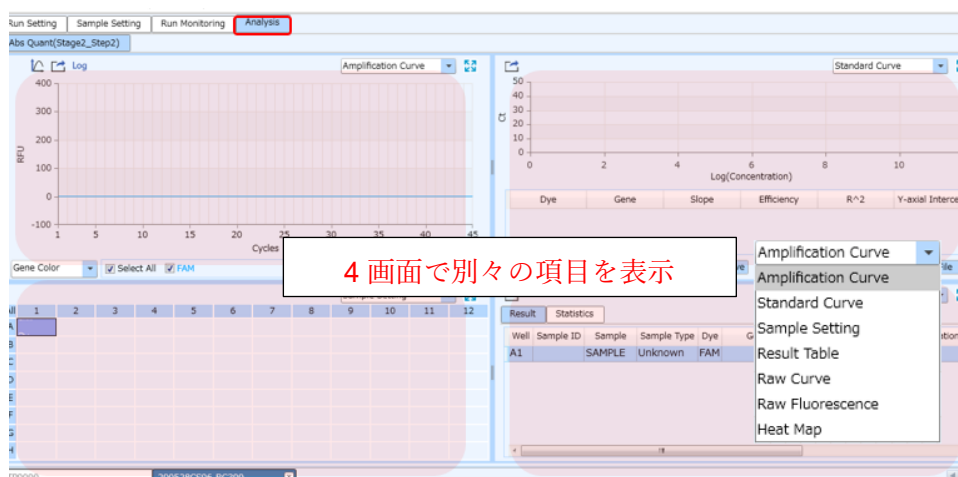 Run Setting Sample Setting Run Monitoring Analysis
Abs Quant(Stage2_Step2)
Log Amplification Curve
400
300
200
100
0
-100
RFU
1 5 10 15 20 25 30 35 40 45
Cycles
Gene Color Select All FAM
Standard Curve
50
40
30
20
10
0
Ct
0 2 4 6 8 10
Log(Concentration)
Dye Gene Slope Efficiency R^2 Y-axial Interce
4 画面で別々の項目を表示
Amplification Curve
Amplification Curve
Standard Curve
Sample Setting
Result Table
Raw Curve
Raw Fluorescence
Heat Map
1 2 3 4 5 6 7 8 9 10 11 12
A
B
C
D
E
F
G
H
Result Statistics
Well Sample ID Sample Sample Type Dye
A1 SAMPLE Unknown FAM